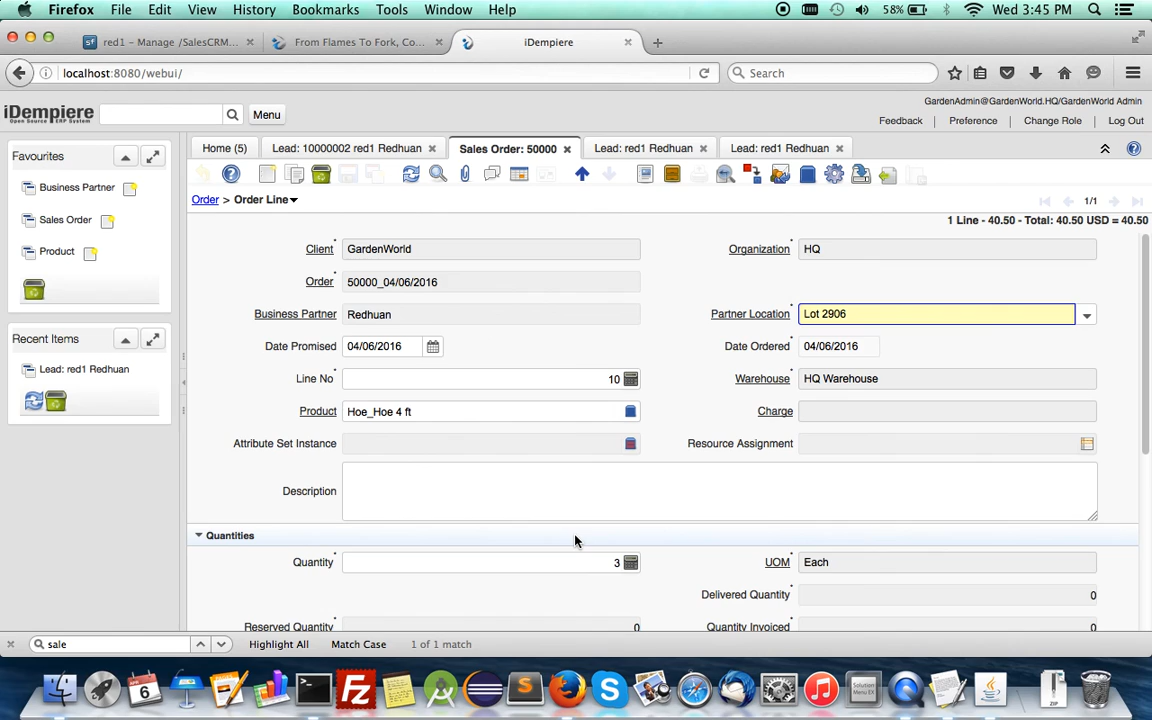 Firefox File Edit View History Bookmarks Tools Window Help 58% Wed 3:45 PM
red1 - Manage /SalesCRM... From Flames To Fork, Co... iDempiere
localhost:8080/webui/ Search
GardenAdmin@GardenWorld.HQ/GardenWorld Admin
iDempiere Menu
Open Source ERP System
Feedback Preference Change Role Log Out
Favourites
Business Partner
Sales Order
Product
Recent Items
Lead: red1 Redhuan
Home (5) Lead: 10000002 red1 Redhuan Sales Order: 50000 Lead: red1 Redhuan Lead: red1 Redhuan
Order > Order Line 1/1
1 Line - 40.50 - Total: 40.50 USD = 40.50
Client GardenWorld Organization HQ
Order 50000_04/06/2016
Business Partner Redhuan Partner Location Lot 2906
Date Promised 04/06/2016 Date Ordered 04/06/2016
Line No 10 Warehouse HQ Warehouse
Product Hoe_Hoe 4 ft Charge
Attribute Set Instance Resource Assignment
Description
Quantities
Quantity 3 UOM Each
Delivered Quantity 0
Reserved Quantity 0 Quantity Invoiced 0
sale Highlight All Match Case 1 of 1 match